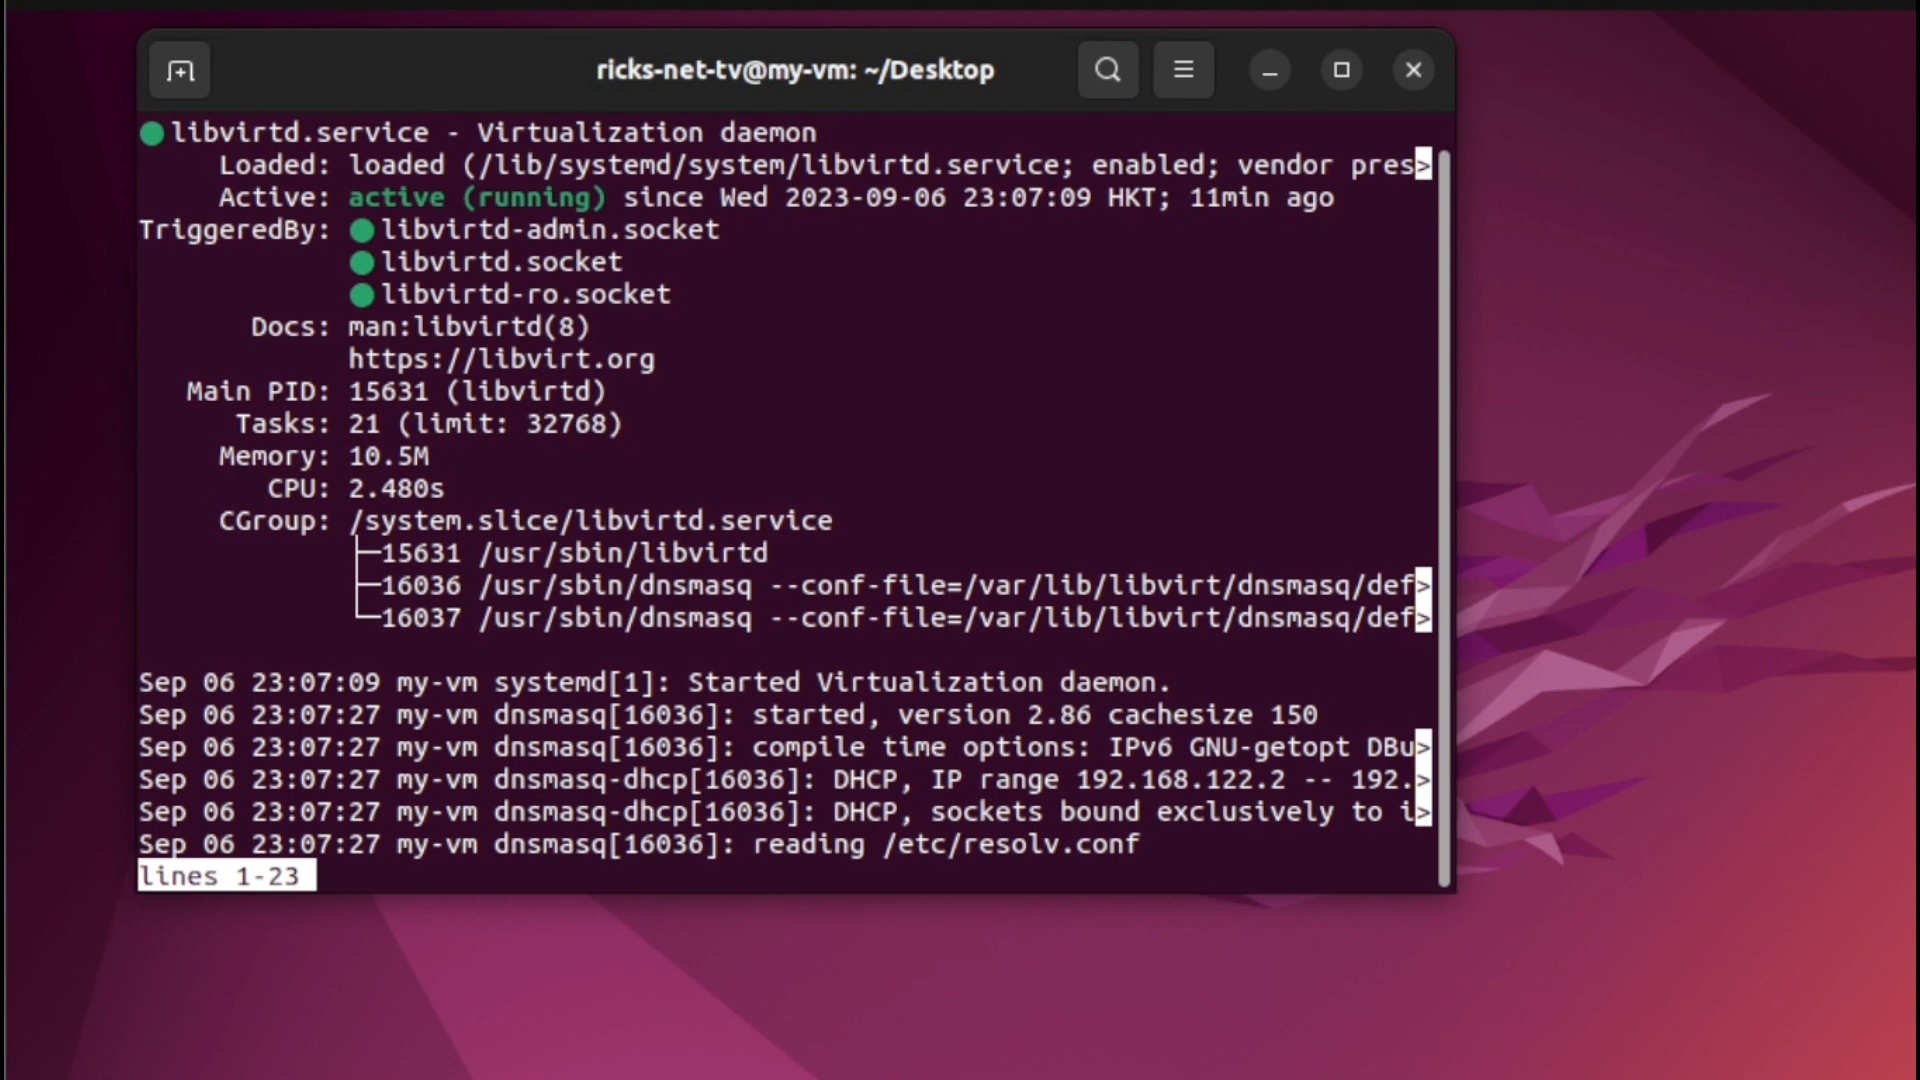 ricks-net-tv@my-vm: ~/Desktop
libvirtd.service - Virtualization daemon
Loaded: loaded (/lib/systemd/system/libvirtd.service; enabled; vendor pres>
Active: active (running) since Wed 2023-09-06 23:07:09 HKT; 11min ago
TriggeredBy: ● libvirtd-admin.socket
● libvirtd.socket
● libvirtd-ro.socket
Docs: man:libvirtd(8)
https://libvirt.org
Main PID: 15631 (libvirtd)
Tasks: 21 (limit: 32768)
Memory: 10.5M
CPU: 2.480s
CGroup: /system.slice/libvirtd.service
├─15631 /usr/sbin/libvirtd
├─16036 /usr/sbin/dnsmasq --conf-file=/var/lib/libvirt/dnsmasq/def>
└─16037 /usr/sbin/dnsmasq --conf-file=/var/lib/libvirt/dnsmasq/def>
Sep 06 23:07:09 my-vm systemd[1]: Started Virtualization daemon.
Sep 06 23:07:27 my-vm dnsmasq[16036]: started, version 2.86 cachesize 150
Sep 06 23:07:27 my-vm dnsmasq[16036]: compile time options: IPv6 GNU-getopt DBu>
Sep 06 23:07:27 my-vm dnsmasq-dhcp[16036]: DHCP, IP range 192.168.122.2 -- 192.>
Sep 06 23:07:27 my-vm dnsmasq-dhcp[16036]: DHCP, sockets bound exclusively to i>
Sep 06 23:07:27 my-vm dnsmasq[16036]: reading /etc/resolv.conf
lines 1-23